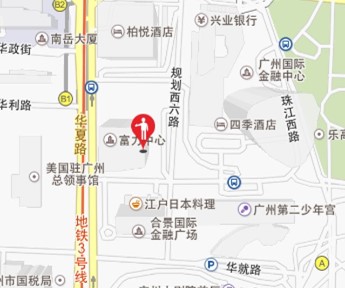 B2
南岳大厦
柏悦酒店
兴业银行
华政街
广州国际
金融中心
规划西六路
珠江西路
B1
华利路
华夏路
四季酒店
富力中心
美国驻广州
总领事馆
江户日本料理
广州第二少年宫
合景国际
金融广场
地铁3号线
P
华就路
A
州市国税局